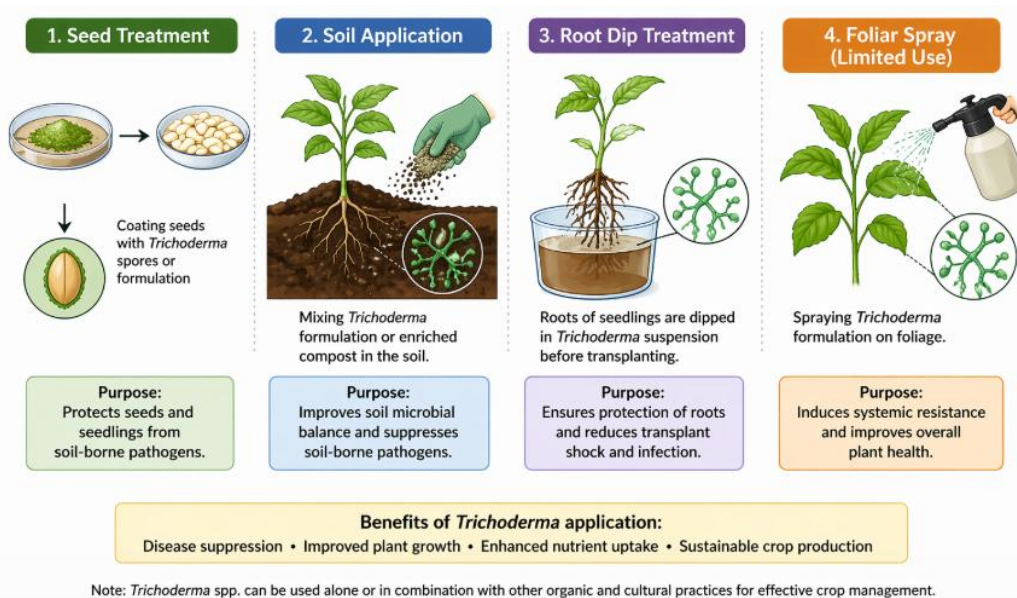 1. Seed Treatment
Coating seeds
with Trichoderma
spores or
formulation
Purpose:
Protects seeds and
seedlings from
soil-borne pathogens.
2. Soil Application
Mixing Trichoderma
formulation or enriched
compost in the soil.
Purpose:
Improves soil microbial
balance and suppresses
soil-borne pathogens.
3. Root Dip Treatment
Roots of seedlings are dipped
in Trichoderma suspension
before transplanting.
Purpose:
Ensures protection of roots
and reduces transplant
shock and infection.
4. Foliar Spray
(Limited Use)
Spraying Trichoderma
formulation on foliage.
Purpose:
Induces systemic resistance
and improves overall
plant health.
Benefits of Trichoderma application:
Disease suppression • Improved plant growth • Enhanced nutrient uptake • Sustainable crop production
Note: Trichoderma spp. can be used alone or in combination with other organic and cultural practices for effective crop management.